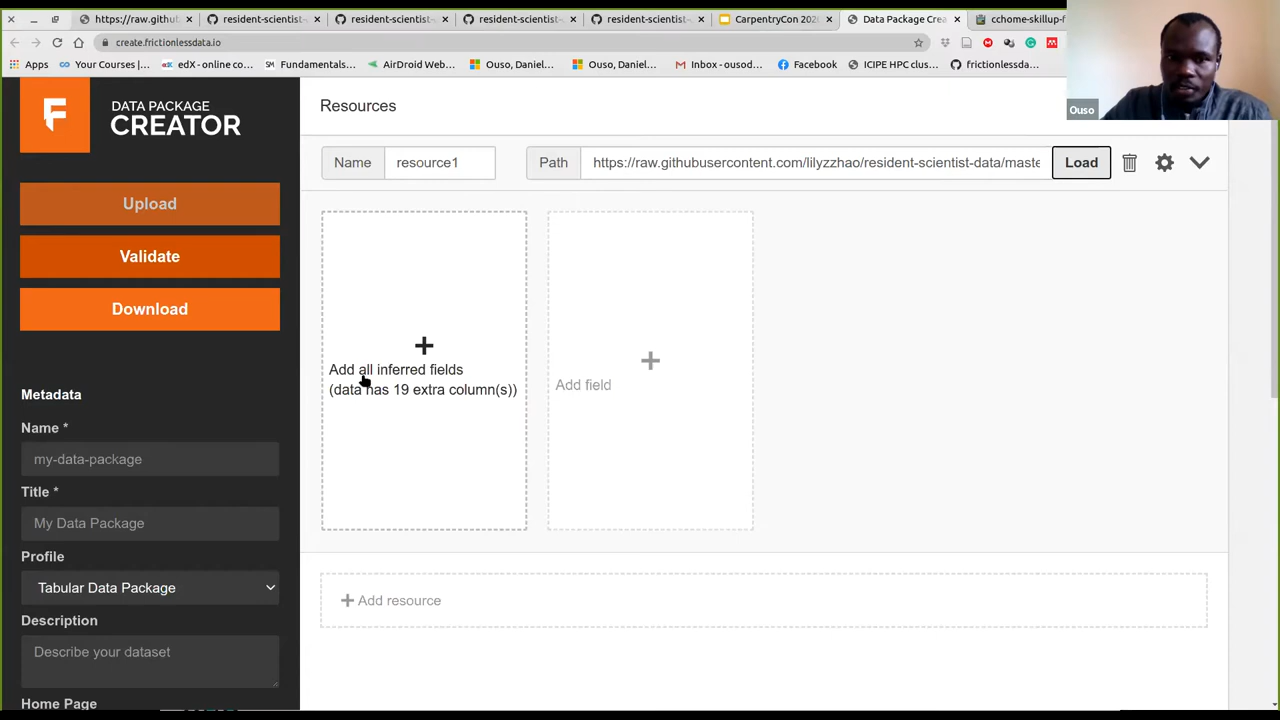 https://raw.githu
resident-scientist-
resident-scientist-
resident-scientist-
resident-scientist-
CarpentryCon 202
Data Package Crea
cchome-skillup-f
create.frictionlessdata.io
Apps
Your Courses |...
edX - online co...
Fundamentals...
AirDroid Web...
Ouso, Daniel...
Ouso, Daniel...
Inbox - ousod...
Facebook
ICIPE HPC clus...
frictionlessda...
Ouso
DATA PACKAGE
CREATOR
Resources
Name
resource1
Path
https://raw.githubusercontent.com/lilyzzhao/resident-scientist-data/maste
Load
Upload
Validate
Download
Add all inferred fields
(data has 19 extra column(s))
Add field
Metadata
Name *
my-data-package
Title *
My Data Package
Profile
Tabular Data Package
Description
Describe your dataset
Home Page
Add resource